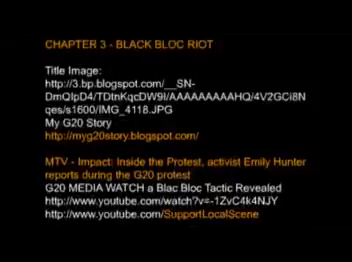 CHAPTER 3 - BLACK BLOC RIOT
Title Image:
http://3.bp.blogspot.com/__SN-
DmQIpD4/TDtnKqcDW9I/AAAAAAAAAHQ/4V2GCi8N
qes/s1600/IMG_4118.JPG
My G20 Story
http://myg20story.blogspot.com/
MTV - Impact: Inside the Protest, activist Emily Hunter
reports during the G20 protest
G20 MEDIA WATCH a Blac Bloc Tactic Revealed
http://www.youtube.com/watch?v=-1ZvC4k4NJY
http://www.youtube.com/SupportLocalScene